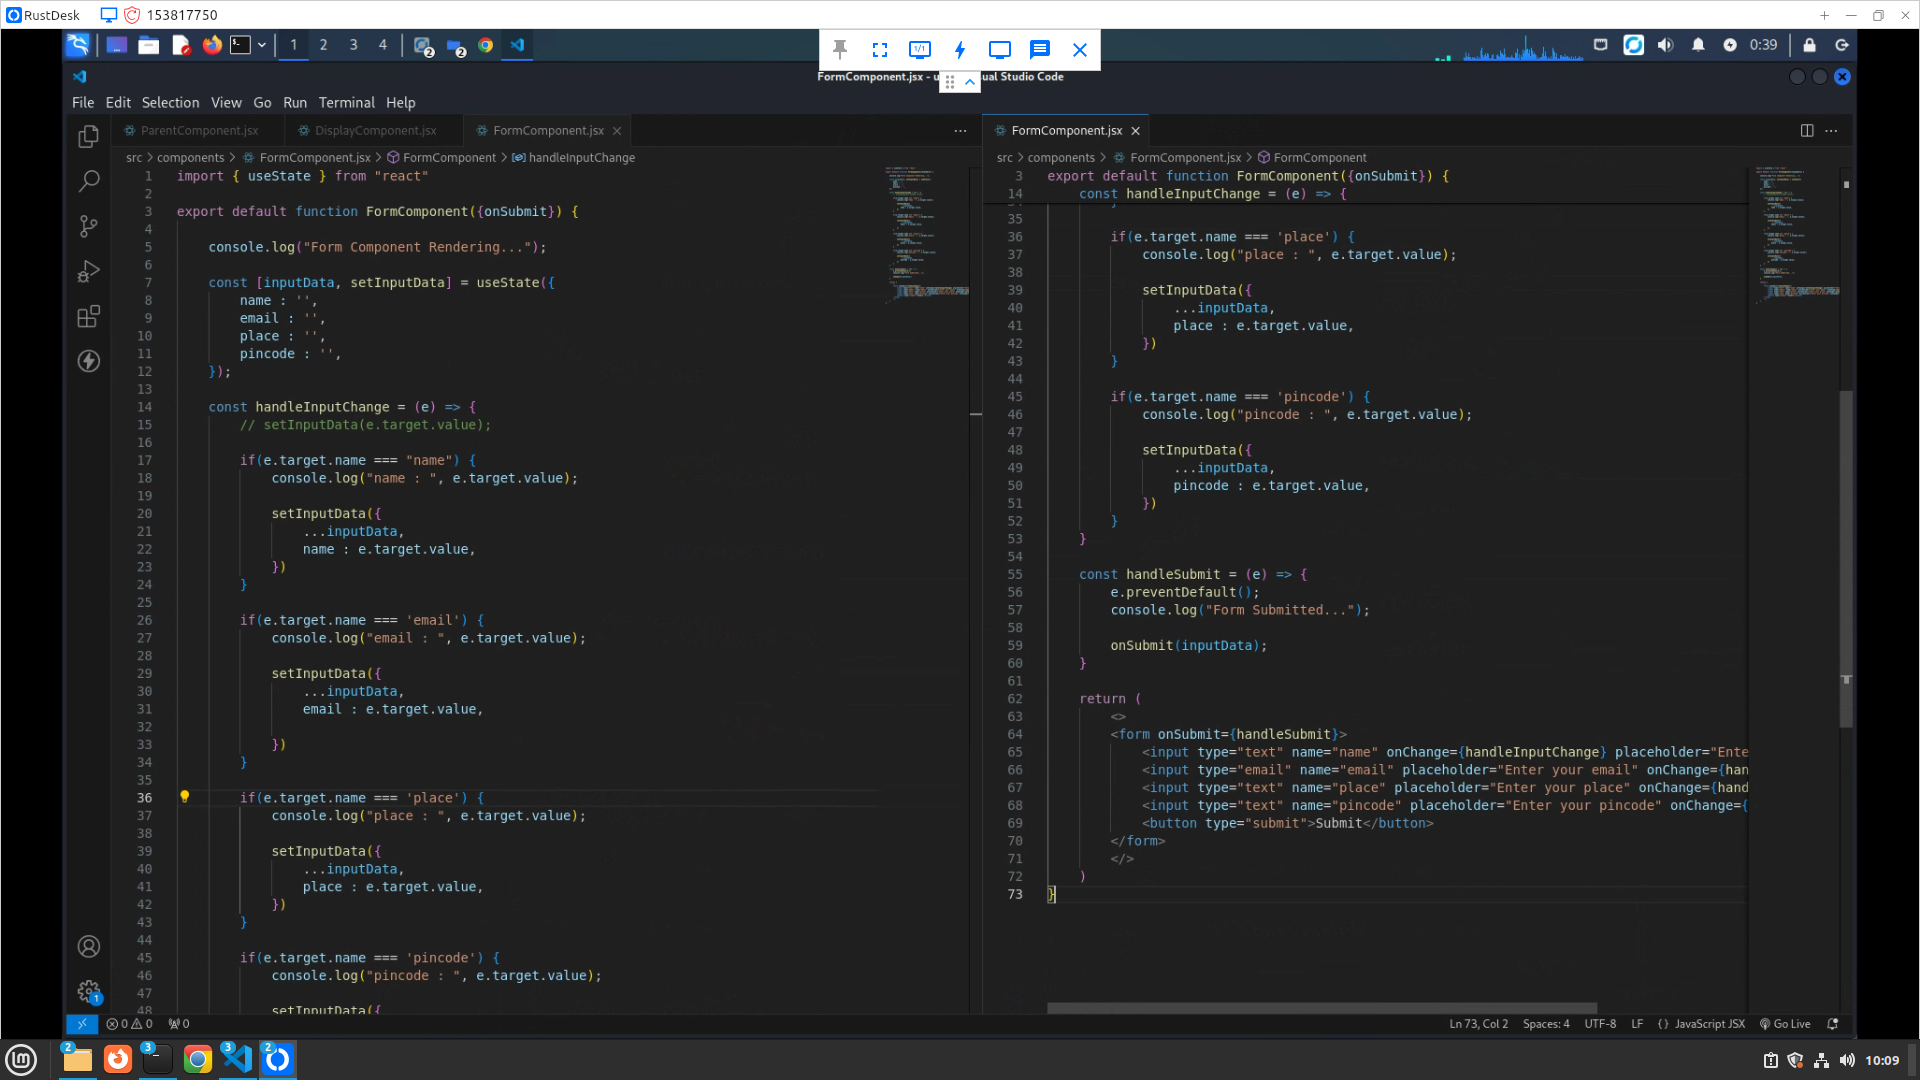 RustDesk 153817750
1 2 3 4 2 2 1/1 0:39
FormComponent.jsx - u ual Studio Code
File Edit Selection View Go Run Terminal Help
ParentComponent.jsx DisplayComponent.jsx FormComponent.jsx
src > components > FormComponent.jsx > FormComponent > handleInputChange
1 import { useState } from "react"
2
3 export default function FormComponent({onSubmit}) {
4
5 console.log("Form Component Rendering...");
6
7 const [inputData, setInputData] = useState({
8 name : '',
9 email : '',
10 place : '',
11 pincode : '',
12 });
13
14 const handleInputChange = (e) => {
15 // setInputData(e.target.value);
16
17 if(e.target.name === "name") {
18 console.log("name : ", e.target.value);
19
20 setInputData({
21 ...inputData,
22 name : e.target.value,
23 })
24 }
25
26 if(e.target.name === 'email') {
27 console.log("email : ", e.target.value);
28
29 setInputData({
30 ...inputData,
31 email : e.target.value,
32
33 })
34 }
35
36 if(e.target.name === 'place') {
37 console.log("place : ", e.target.value);
38
39 setInputData({
40 ...inputData,
41 place : e.target.value,
42 })
43 }
44
45 if(e.target.name === 'pincode') {
46 console.log("pincode : ", e.target.value);
47
48 setInputData({
FormComponent.jsx
src > components > FormComponent.jsx > FormComponent
3 export default function FormComponent({onSubmit}) {
14 const handleInputChange = (e) => {
34 }
35
36 if(e.target.name === 'place') {
37 console.log("place : ", e.target.value);
38
39 setInputData({
40 ...inputData,
41 place : e.target.value,
42 })
43 }
44
45 if(e.target.name === 'pincode') {
46 console.log("pincode : ", e.target.value);
47
48 setInputData({
49 ...inputData,
50 pincode : e.target.value,
51 })
52 }
53 }
54
55 const handleSubmit = (e) => {
56 e.preventDefault();
57 console.log("Form Submitted...");
58
59 onSubmit(inputData);
60 }
61
62 return (
63 <>
64 <form onSubmit={handleSubmit}>
65 <input type="text" name="name" onChange={handleInputChange} placeholder="Ente
66 <input type="email" name="email" placeholder="Enter your email" onChange={han
67 <input type="text" name="place" placeholder="Enter your place" onChange={hand
68 <input type="text" name="pincode" placeholder="Enter your pincode" onChange={
69 <button type="submit">Submit</button>
70 </form>
71 </>
72 )
73 }
1
0 0 0 Ln 73, Col 2 Spaces: 4 UTF-8 LF {} JavaScript JSX Go Live
2 3 3 2 10:09